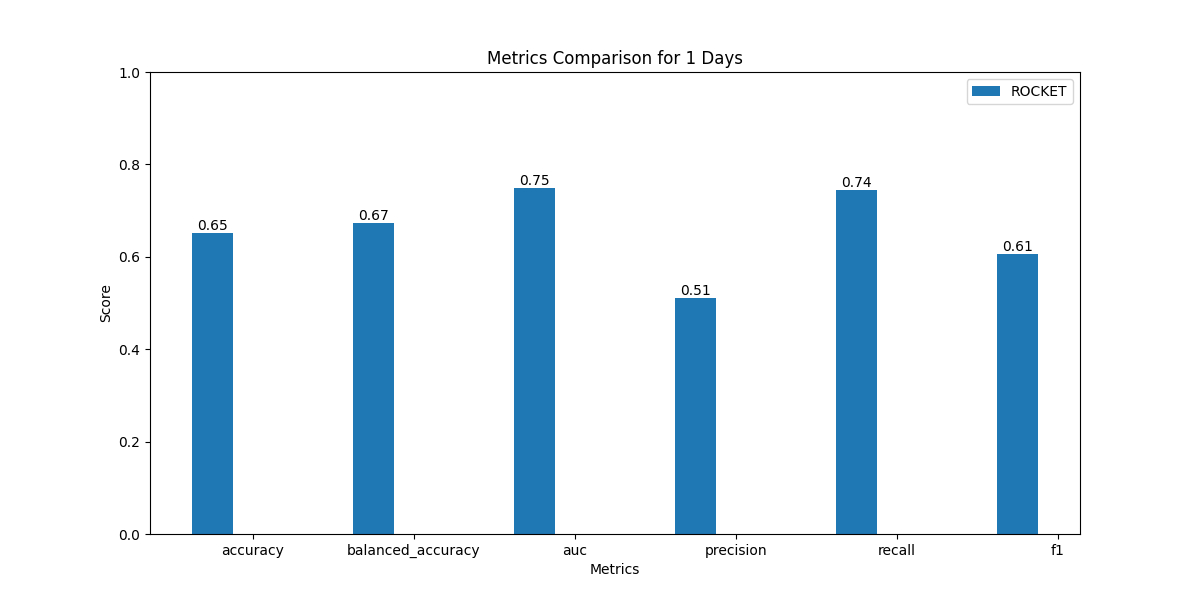 Metrics Comparison for 1 Days
1.0
0.8
0.6
0.4
0.2
0.0
Score
ROCKET
0.65
0.67
0.75
0.51
0.74
0.61
accuracy
balanced_accuracy
auc
precision
recall
f1
Metrics